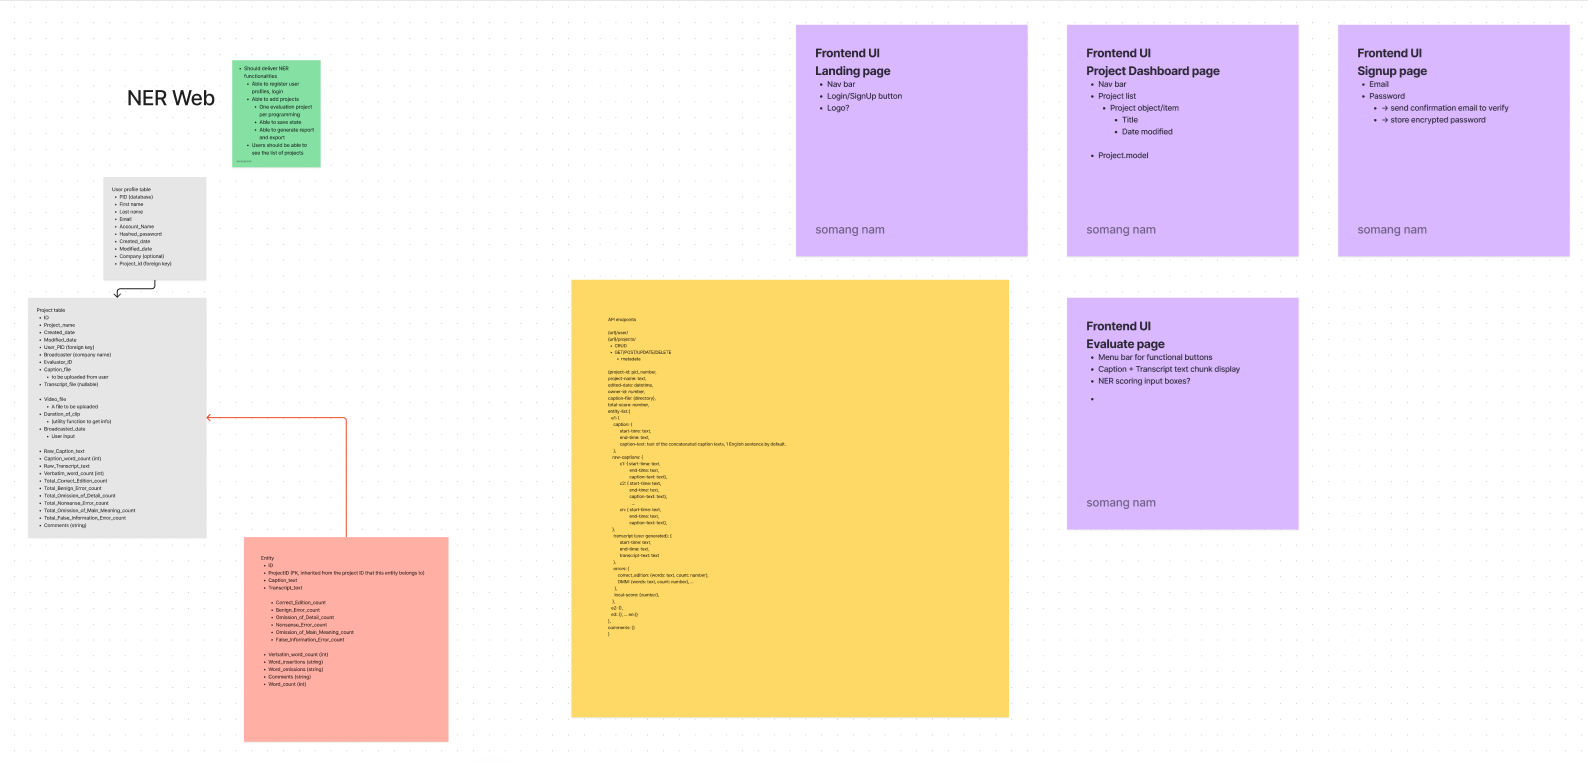 NER Web
Should deliver NER
functionalities
Able to register user
profiles, login
Able to add projects
One evaluation project
per programming
Able to save state
Able to generate report
and export
Users should be able to
see the list of projects
User profile table
PID (database)
First name
Last name
Email
Account_Name
Hashed_password
Created_date
Modified_date
Company (optional)
Project_id (foreign key)
Project table
ID
Project_name
Created_date
Modified_date
User_PID (foreign key)
Broadcaster (company name)
Evaluator_ID
Caption_file
to be uploaded from user
Transcript_file (nullable)
Video_file
A file to be uploaded
Duration_of_clip
(utility function to get info)
Broadcasted_date
User input
Raw_Caption_text
Caption_word_count (int)
Raw_Transcript_text
Verbatim_word_count (int)
Total_Correct_Edition_count
Total_Benign_Error_count
Total_Omission_of_Detail_count
Total_Nonsense_Error_count
Total_Omission_of_Main_Meaning_count
Total_False_Information_Error_count
Comments (string)
Entity
ID
ProjectID (FK, inherited from the project ID that this entity belongs to)
Caption_text
Transcript_text
Correct_Edition_count
Benign_Error_count
Omission_of_Detail_count
Nonsense_Error_count
Omission_of_Main_Meaning_count
False_Information_Error_count
Verbatim_word_count (int)
Word_insertions (string)
Word_omissions (string)
Comments (string)
Word_count (int)
API endpoints
{url}/user/
{url}/projects/
CRUD
GET/POST/UPDATE/DELETE
metadata
{project-id: pid_number,
project-name: text,
edited-date: datetime,
owner-id: number,
caption-file: {directory},
total-score: number,
entity-list:{
e1: {
caption: {
start-time: text,
end-time: text,
caption-text: text of the concatenated caption texts, 1 English sentence by default.
},
raw-captions: {
c1: { start-time: text,
end-time: text,
caption-text: text},
c2: { start-time: text,
end-time: text,
caption-text: text},
...
cn: { start-time: text,
end-time: text,
caption-text: text},
},
transcript (user generated): {
start-time: text,
end-time: text,
transcript-text: text
},
errors: {
correct_edition: {words: text, count: number},
OMM: {words: text, count: number}, ...
},
local-score: {number},
},
e2: {},
e3: {}, ... en:{}
},
comments: []
}
Frontend UI
Landing page
Nav bar
Login/SignUp button
Logo?
somang nam
Frontend UI
Project Dashboard page
Nav bar
Project list
Project object/item
Title
Date modified
Project.model
somang nam
Frontend UI
Signup page
Email
Password
→ send confirmation email to verify
→ store encrypted password
somang nam
Frontend UI
Evaluate page
Menu bar for functional buttons
Caption + Transcript text chunk display
NER scoring input boxes?
somang nam